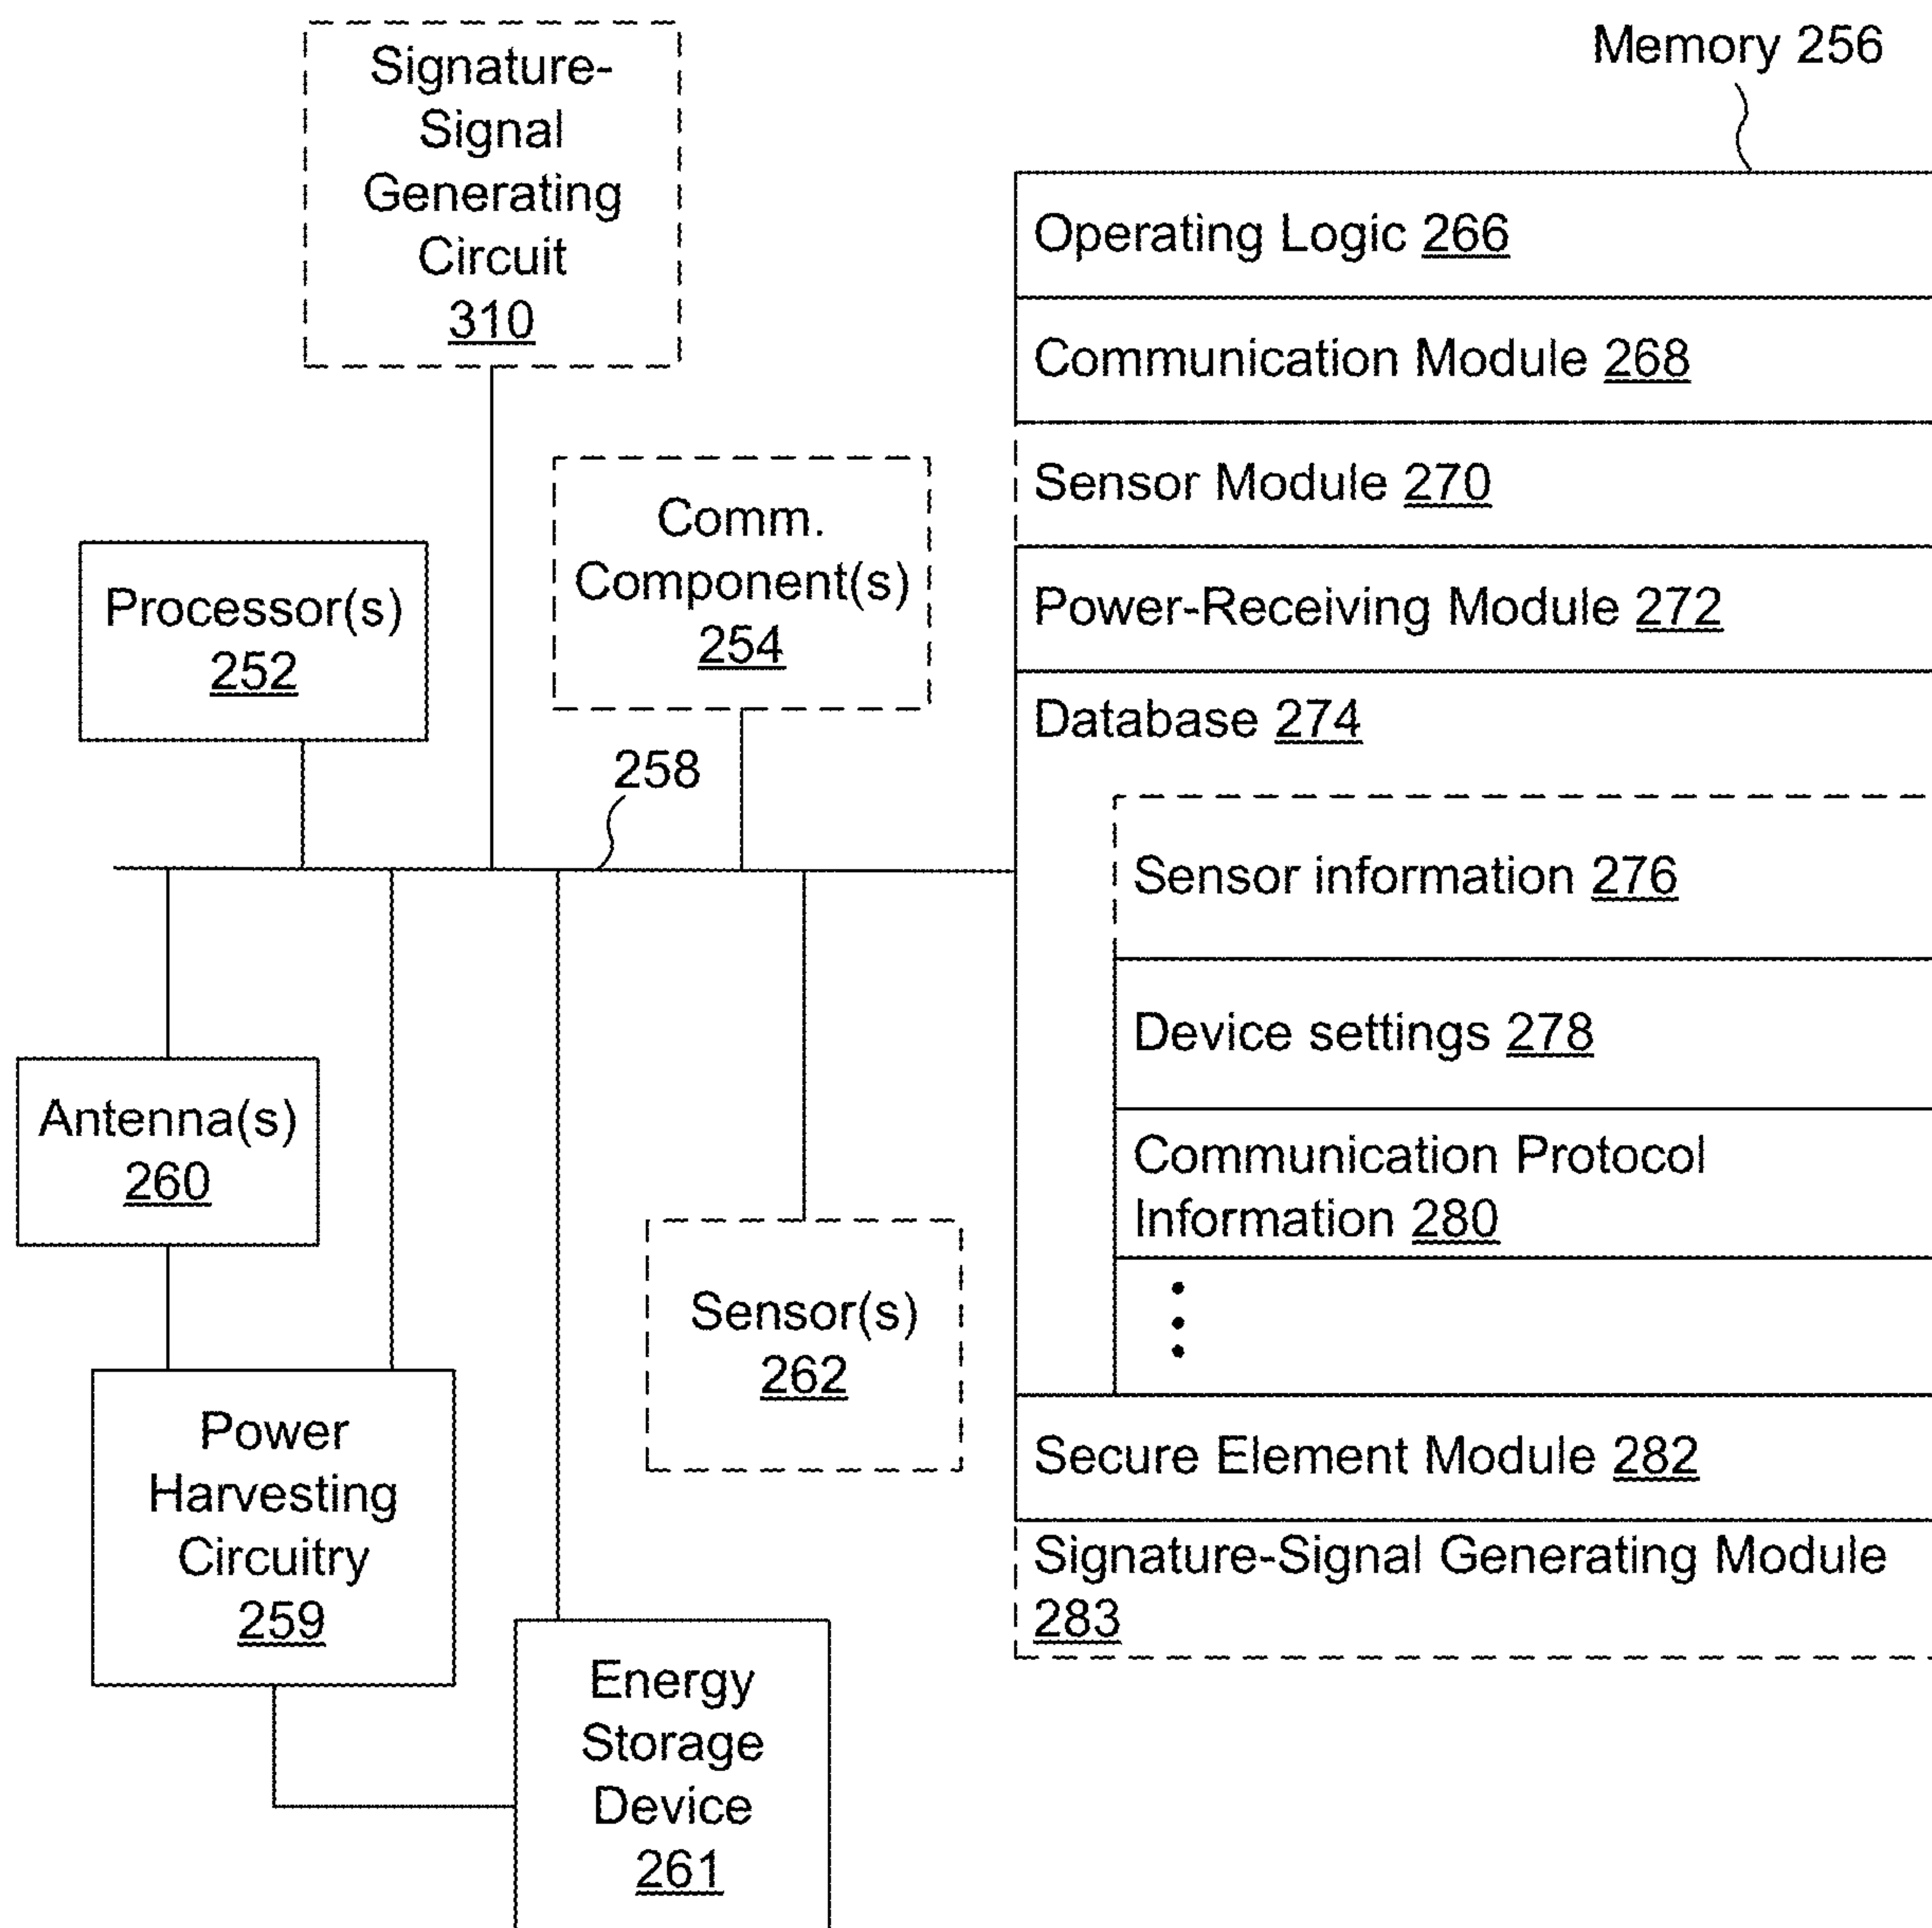 Signature-
Signal
Generating
Circuit
310
Memory 256
Operating Logic 266
Communication Module 268
Sensor Module 270
Power-Receiving Module 272
Database 274
Sensor information 276
Device settings 278
Communication Protocol
Information 280
Secure Element Module 282
Signature-Signal Generating Module
283
Comm.
Component(s)
254
Processor(s)
252
258
Antenna(s)
260
Sensor(s)
262
Power
Harvesting
Circuitry
259
Energy
Storage
Device
261